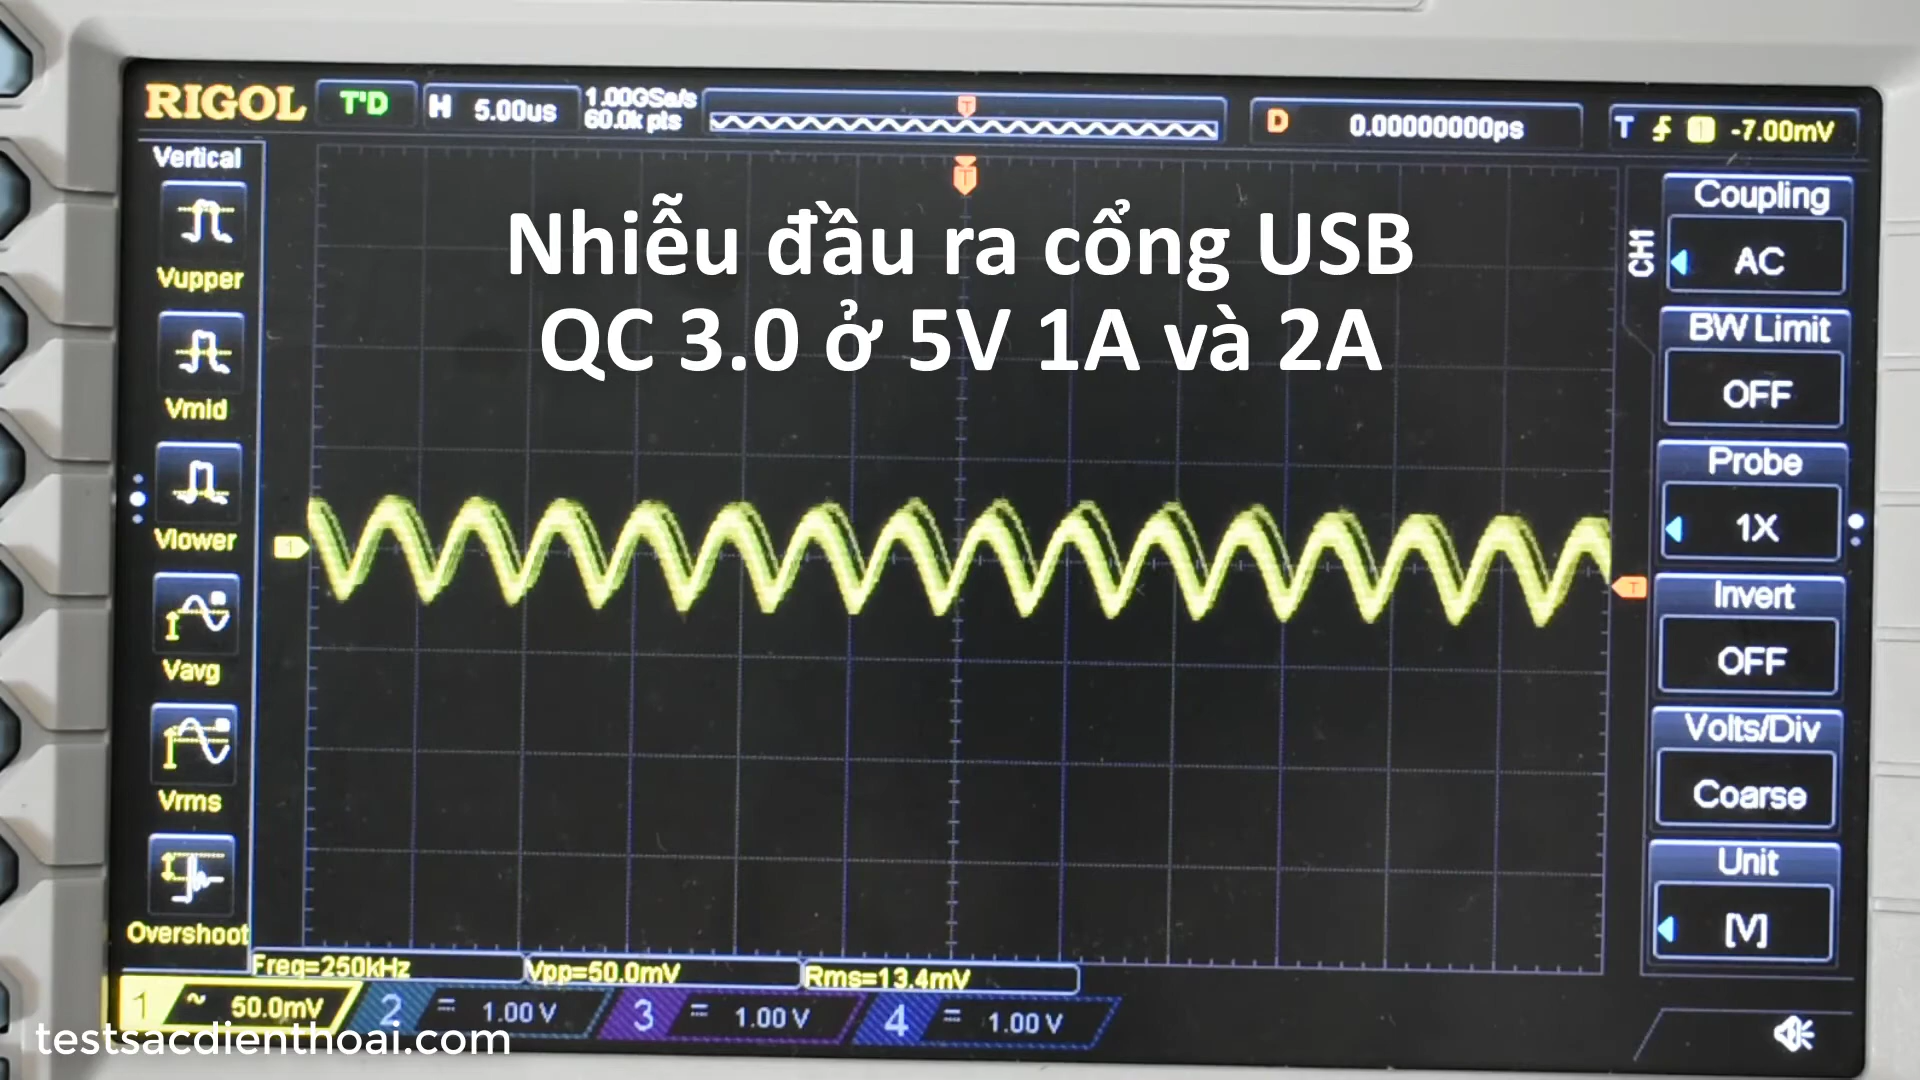 RIGOL
T'D
H 5.00us
1.00GSa/s
60.0k pts
T
D 0.00000000ps
T 1 -7.00mV
Vertical
Vupper
Vmid
Vlower
Vavg
Vrms
Overshoot
T
Nhiễu đầu ra cổng USB
QC 3.0 ở 5V 1A và 2A
1
T
CH1
Coupling
AC
BW Limit
OFF
Probe
1X
Invert
OFF
Volts/Div
Coarse
Unit
[V]
Freq=250kHz
Vpp=50.0mV
Rms=13.4mV
1 ~ 50.0mV
2 = 1.00 V
3 = 1.00 V
4 = 1.00 V
testsacdienthoai.com